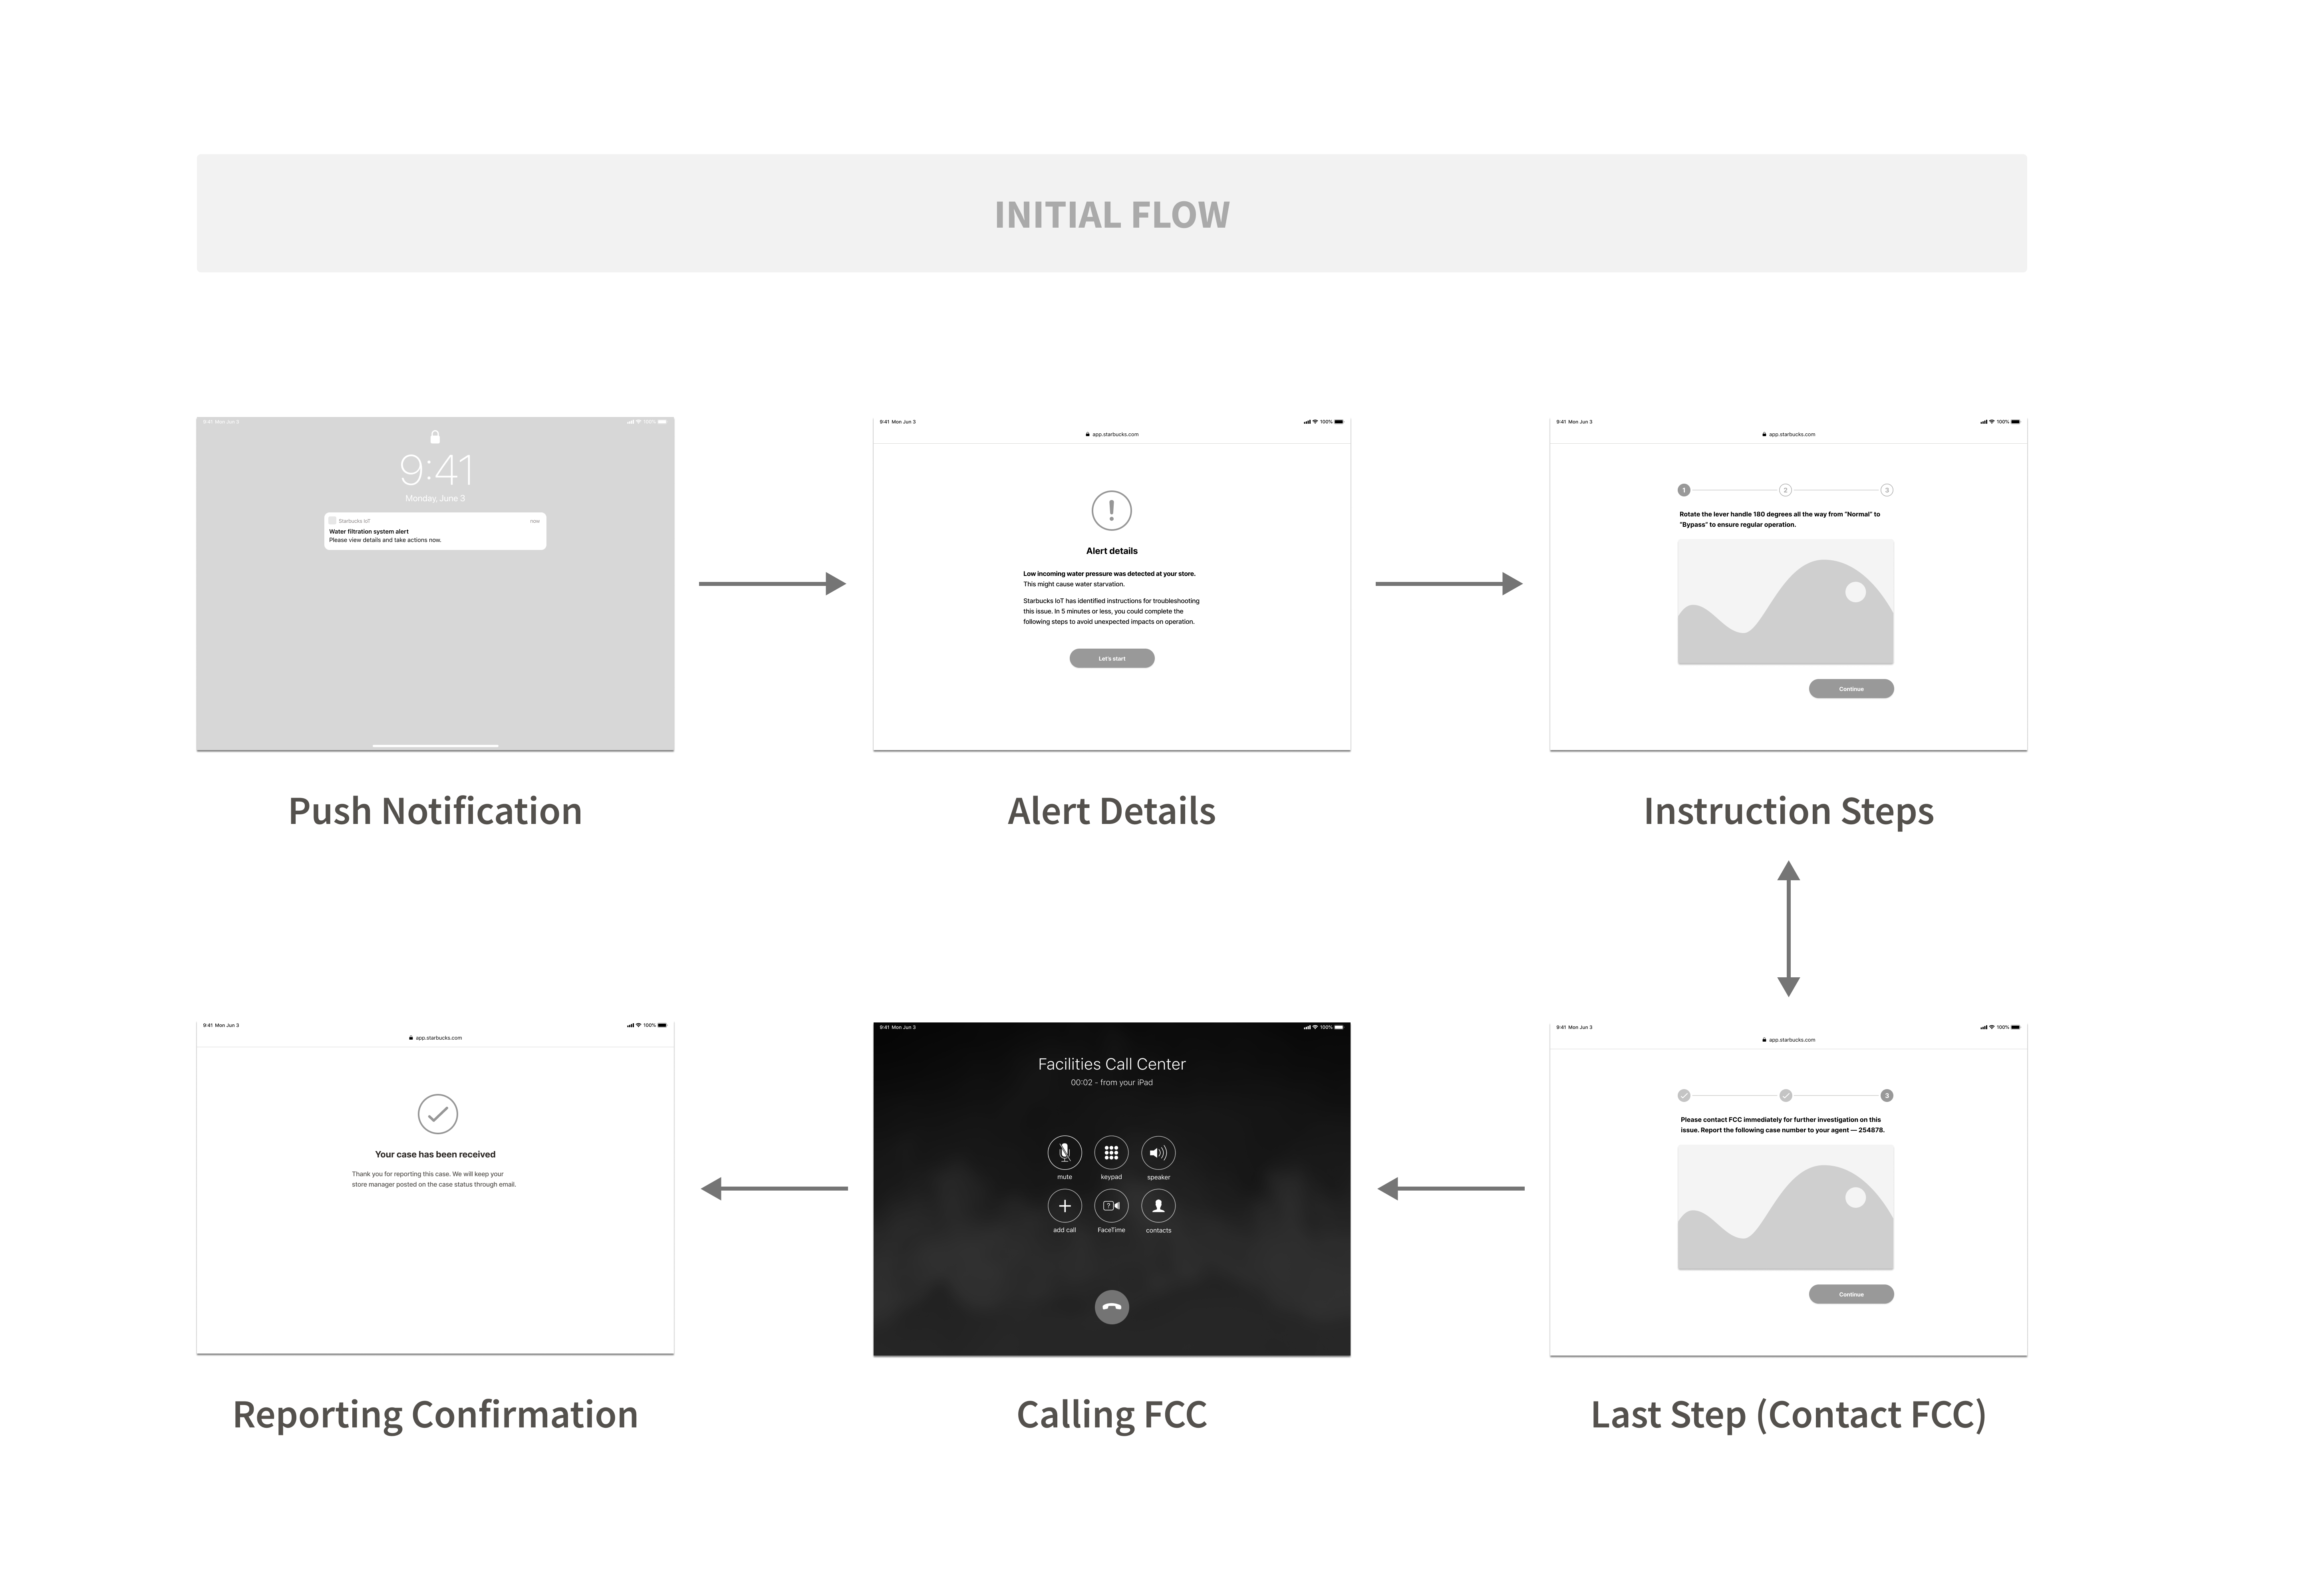 INITIAL FLOW
9:41 Mon Jun 3
100%
9:41
Monday, June 3
Starbucks IoT
now
Water filtration system alert
Please view details and take actions now.
Push Notification
9:41 Mon Jun 3
100%
app.starbucks.com
!
Alert details
Low incoming water pressure was detected at your store.
This might cause water starvation.
Starbucks IoT has identified instructions for troubleshooting
this issue. In 5 minutes or less, you could complete the
following steps to avoid unexpected impacts on operation.
Let's start
Alert Details
9:41 Mon Jun 3
100%
app.starbucks.com
1
2
3
Rotate the lever handle 180 degrees all the way from "Normal" to
"Bypass" to ensure regular operation.
Continue
Instruction Steps
9:41 Mon Jun 3
100%
app.starbucks.com
Your case has been received
Thank you for reporting this case. We will keep your
store manager posted on the case status through email.
Reporting Confirmation
9:41 Mon Jun 3
100%
Facilities Call Center
00:02 - from your iPad
mute
keypad
speaker
add call
?
FaceTime
contacts
Calling FCC
9:41 Mon Jun 3
100%
app.starbucks.com
3
Please contact FCC immediately for further investigation on this
issue. Report the following case number to your agent — 254878.
Continue
Last Step (Contact FCC)